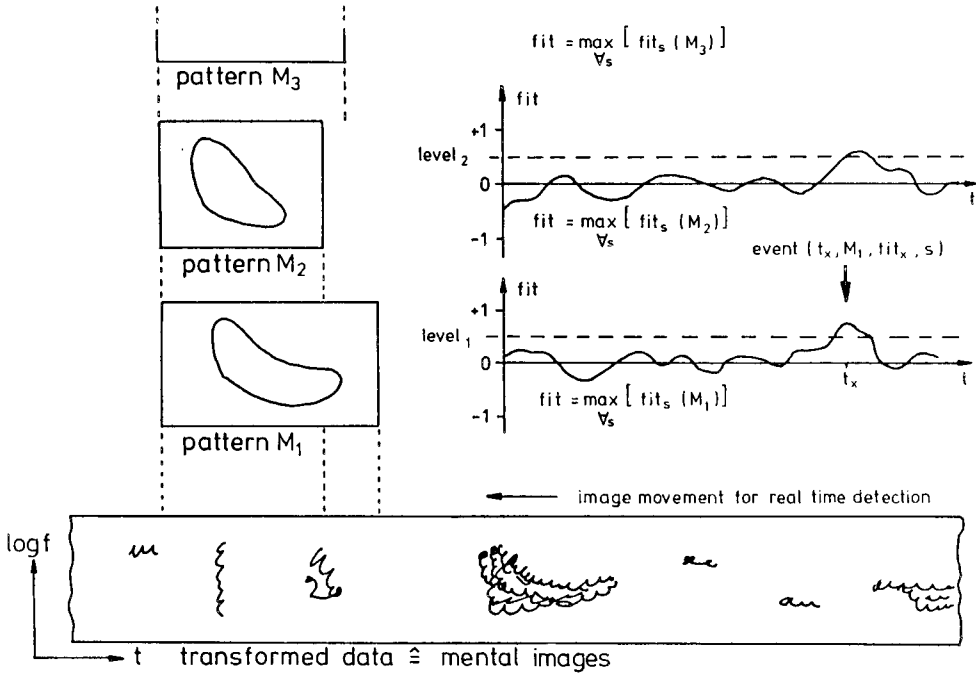 fit = max [ fit_s (M_3) ]
∀s
pattern M_3
fit
+1
level_2
0
t
-1
fit = max [ fit_s (M_2) ]
∀s
pattern M_2
event ( t_x , M_1 , fit_x , s )
fit
+1
level_1
0
t_x
t
-1
fit = max [ fit_s (M_1) ]
∀s
pattern M_1
image movement for real time detection
log f
t transformed data ≙ mental images